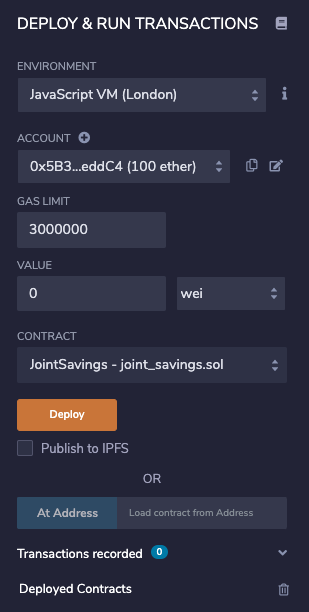 DEPLOY & RUN TRANSACTIONS
ENVIRONMENT
JavaScript VM (London)
ACCOUNT
0x5B3...eddC4 (100 ether)
GAS LIMIT
3000000
VALUE
0 wei
CONTRACT
JointSavings - joint_savings.sol
Deploy
Publish to IPFS
OR
At Address Load contract from Address
Transactions recorded 0
Deployed Contracts